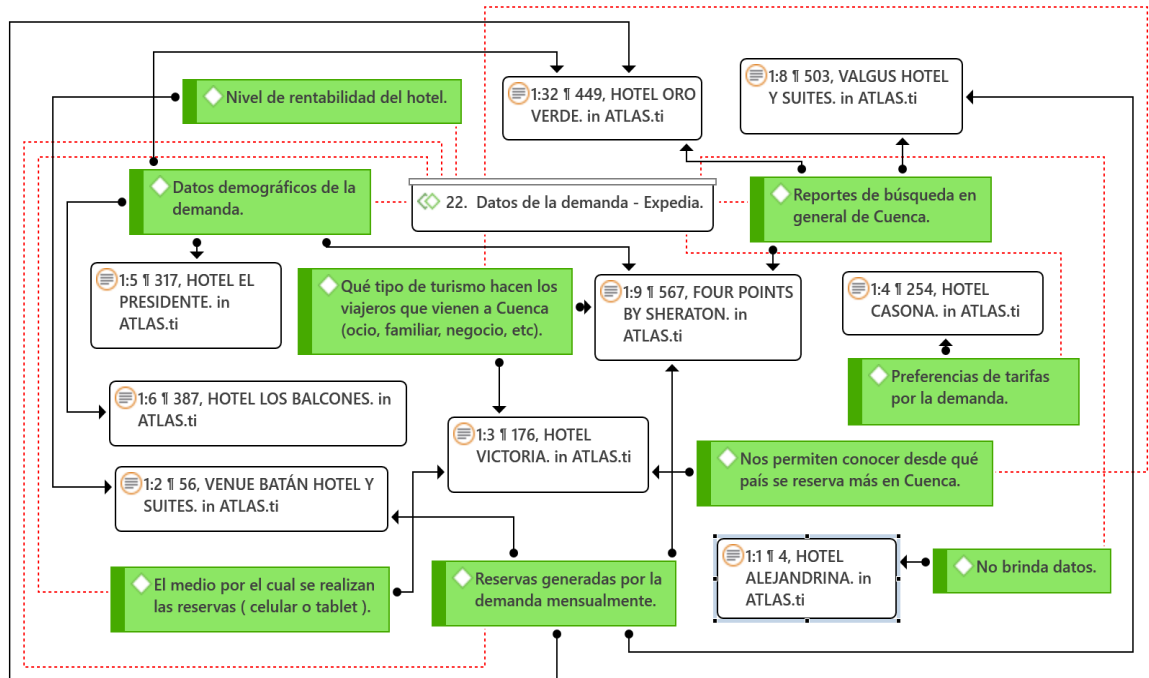 Nivel de rentabilidad del hotel.
1:32 ¶ 449, HOTEL ORO
VERDE. in ATLAS.ti
1:8 ¶ 503, VALGUS HOTEL
Y SUITES. in ATLAS.ti
Datos demográficos de la
demanda.
22.  Datos de la demanda - Expedia.
Reportes de búsqueda en
general de Cuenca.
1:5 ¶ 317, HOTEL EL
PRESIDENTE. in
ATLAS.ti
Qué tipo de turismo hacen los
viajeros que vienen a Cuenca
(ocio, familiar, negocio, etc).
1:9 ¶ 567, FOUR POINTS
BY SHERATON. in
ATLAS.ti
1:4 ¶ 254, HOTEL
CASONA. in ATLAS.ti
Preferencias de tarifas
por la demanda.
1:6 ¶ 387, HOTEL LOS BALCONES. in
ATLAS.ti
1:3 ¶ 176, HOTEL
VICTORIA. in ATLAS.ti
Nos permiten conocer desde qué
país se reserva más en Cuenca.
1:2 ¶ 56, VENUE BATÁN HOTEL Y
SUITES. in ATLAS.ti
1:1 ¶ 4, HOTEL
ALEJANDRINA. in
ATLAS.ti
No brinda datos.
El medio por el cual se realizan
las reservas ( celular o tablet ).
Reservas generadas por la
demanda mensualmente.